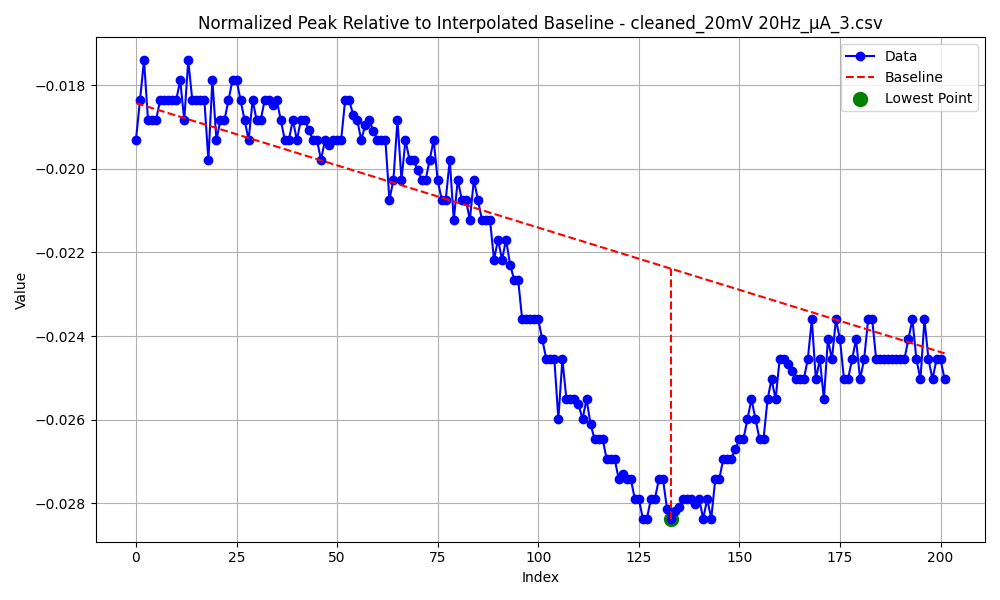 Normalized Peak Relative to Interpolated Baseline - cleaned_20mV 20Hz_μA_3.csv
Data
Baseline
Lowest Point
−0.018
−0.020
−0.022
−0.024
−0.026
−0.028
Value
0
25
50
75
100
125
150
175
200
Index